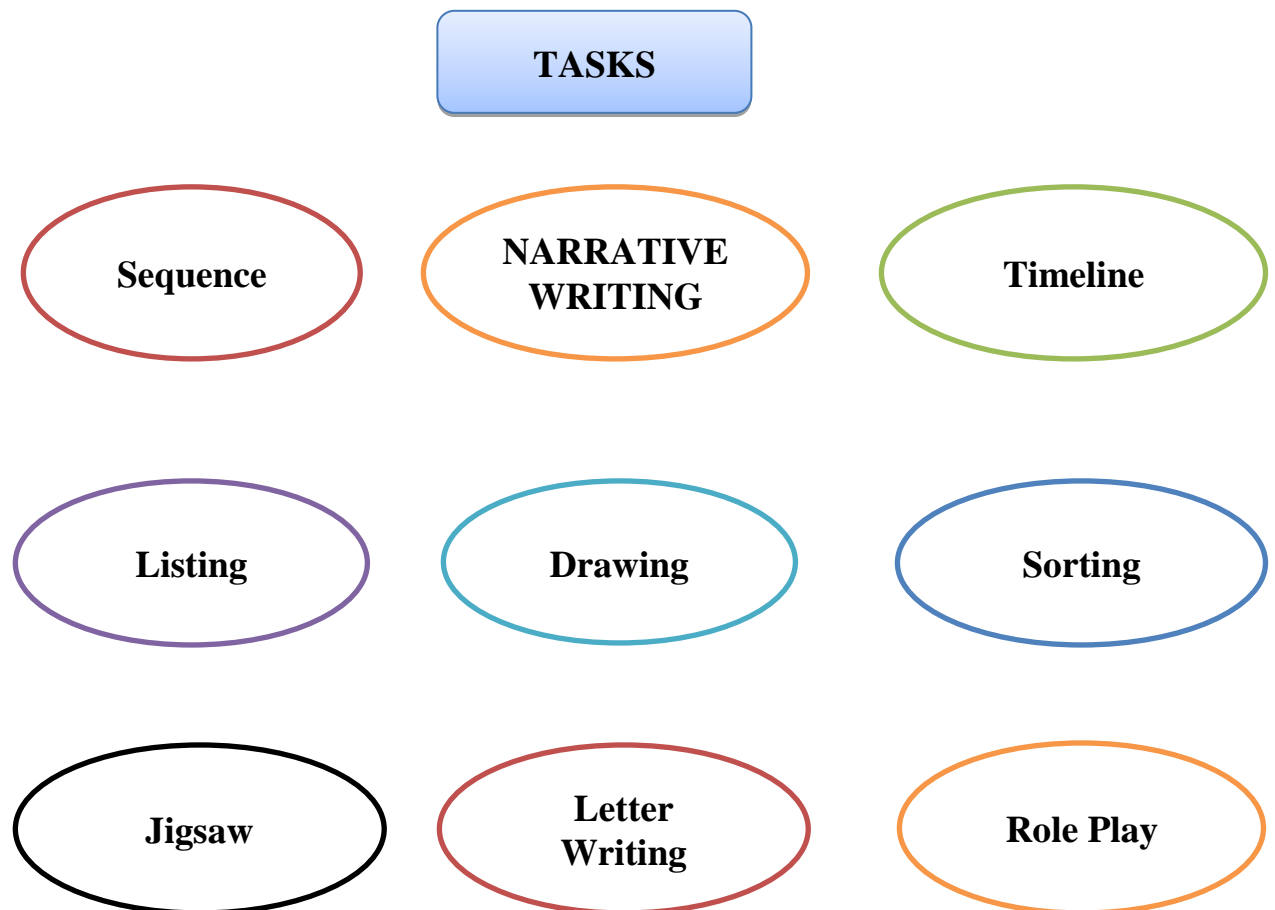 TASKS
Sequence
NARRATIVE
WRITING
Timeline
Listing
Drawing
Sorting
Jigsaw
Letter
Writing
Role Play